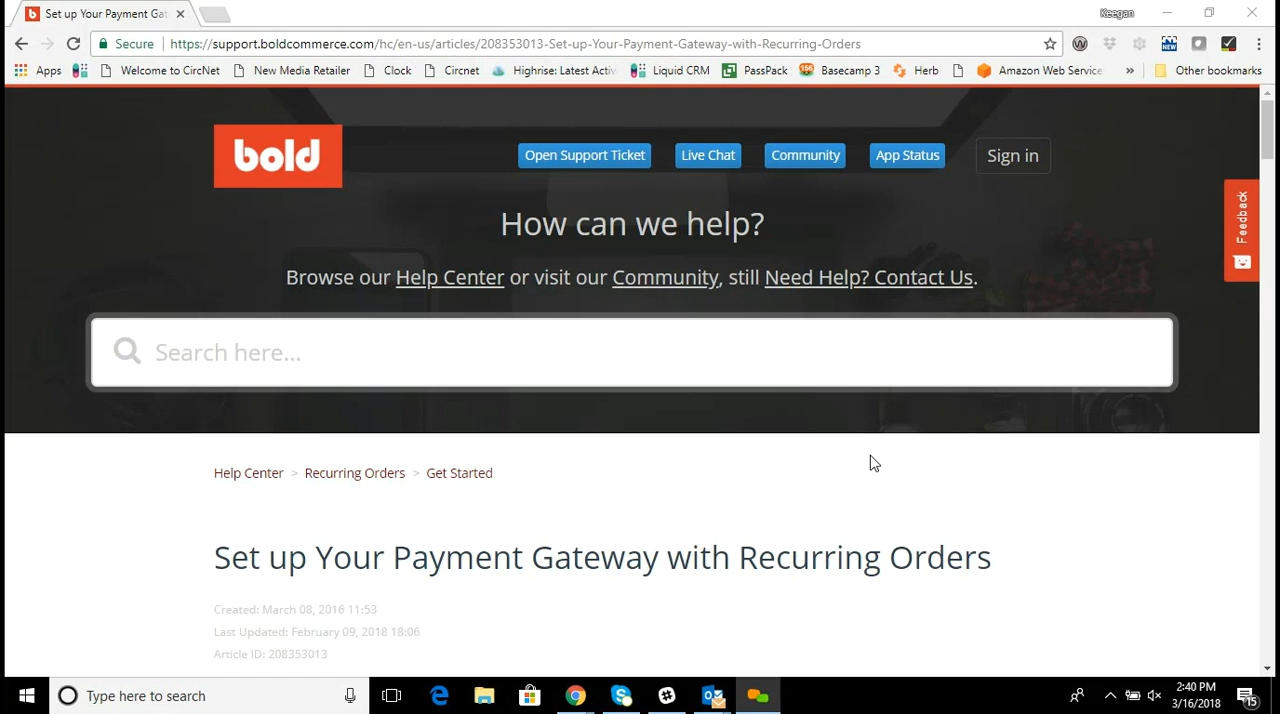 Set up Your Payment Gat
Keegan
Secure
https://support.boldcommerce.com/hc/en-us/articles/208353013-Set-up-Your-Payment-Gateway-with-Recurring-Orders
NEW
Apps
Welcome to CircNet
New Media Retailer
Clock
Circnet
Highrise: Latest Activ
Liquid CRM
PassPack
156
Basecamp 3
Herb
Amazon Web Service
»
Other bookmarks
bold
Open Support Ticket
Live Chat
Community
App Status
Sign in
Feedback
How can we help?
Browse our Help Center or visit our Community, still Need Help? Contact Us.
Search here...
Help Center > Recurring Orders > Get Started
Set up Your Payment Gateway with Recurring Orders
Created: March 08, 2016 11:53
Last Updated: February 09, 2018 18:06
Article ID: 208353013
Type here to search
2:40 PM
3/16/2018
15